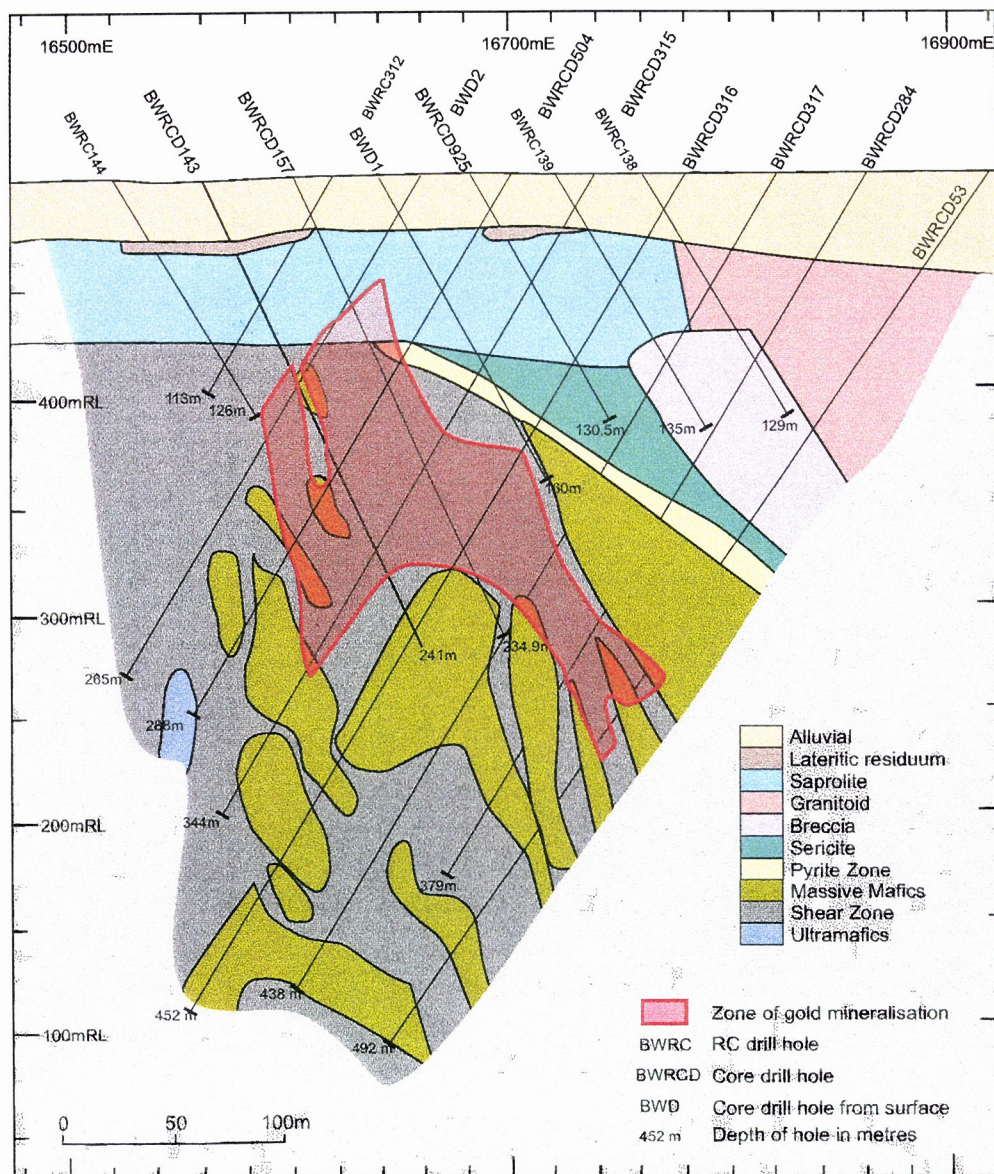 16500mE
16700mE
16900mE
BWRC144
BWRCD143
BWRCD157
BWRC312
BWD1
BWRCD925
BWD2
BWRC139
BWRCD504
BWRC138
BWRCD315
BWRCD316
BWRCD317
BWRCD284
BWRCD53
400mRL
113m
126m
130.5m
135m
129m
160m
300mRL
241m
234.9m
265m
288m
200mRL
344m
379m
438 m
452 m
492 m
100mRL
Alluvial
Lateritic residuum
Saprolite
Granitoid
Breccia
Sericite
Pyrite Zone
Massive Mafics
Shear Zone
Ultramafics
Zone of gold mineralisation
BWRC RC drill hole
BWRCD Core drill hole
BWD Core drill hole from surface
452 m Depth of hole in metres
0 50 100m